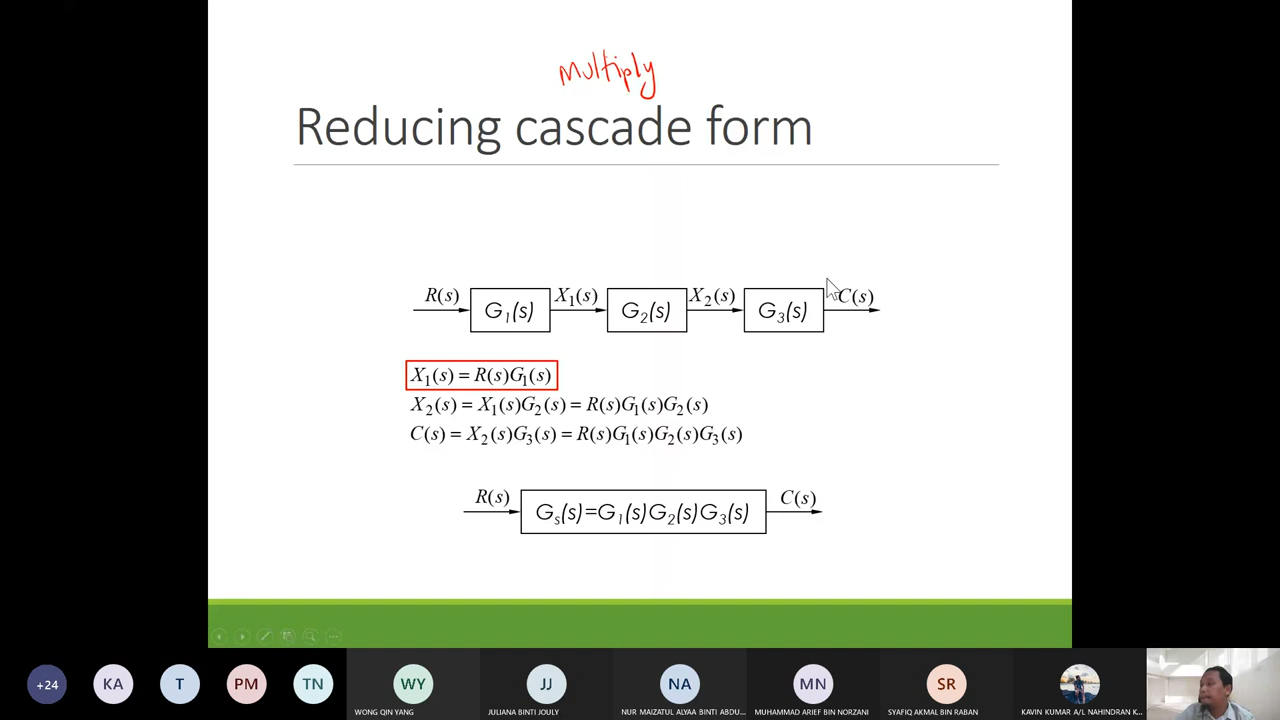 multiply
Reducing cascade form
R(s) X₁(s) X₂(s) C(s)
G₁(s) G₂(s) G₃(s)
X₁(s) = R(s)G₁(s)
X₂(s) = X₁(s)G₂(s) = R(s)G₁(s)G₂(s)
C(s) = X₂(s)G₃(s) = R(s)G₁(s)G₂(s)G₃(s)
R(s) C(s)
Gₛ(s)=G₁(s)G₂(s)G₃(s)
+24 KA T PM TN WY JJ NA MN SR
WONG QIN YANG JULIANA BINTI JOULY NUR MAIZATUL ALYAA BINTI ABDU... MUHAMMAD ARIEF BIN NORZANI SYAFIQ AKMAL BIN RABAN KAVIN KUMAR A/L NAHINDRAN K...